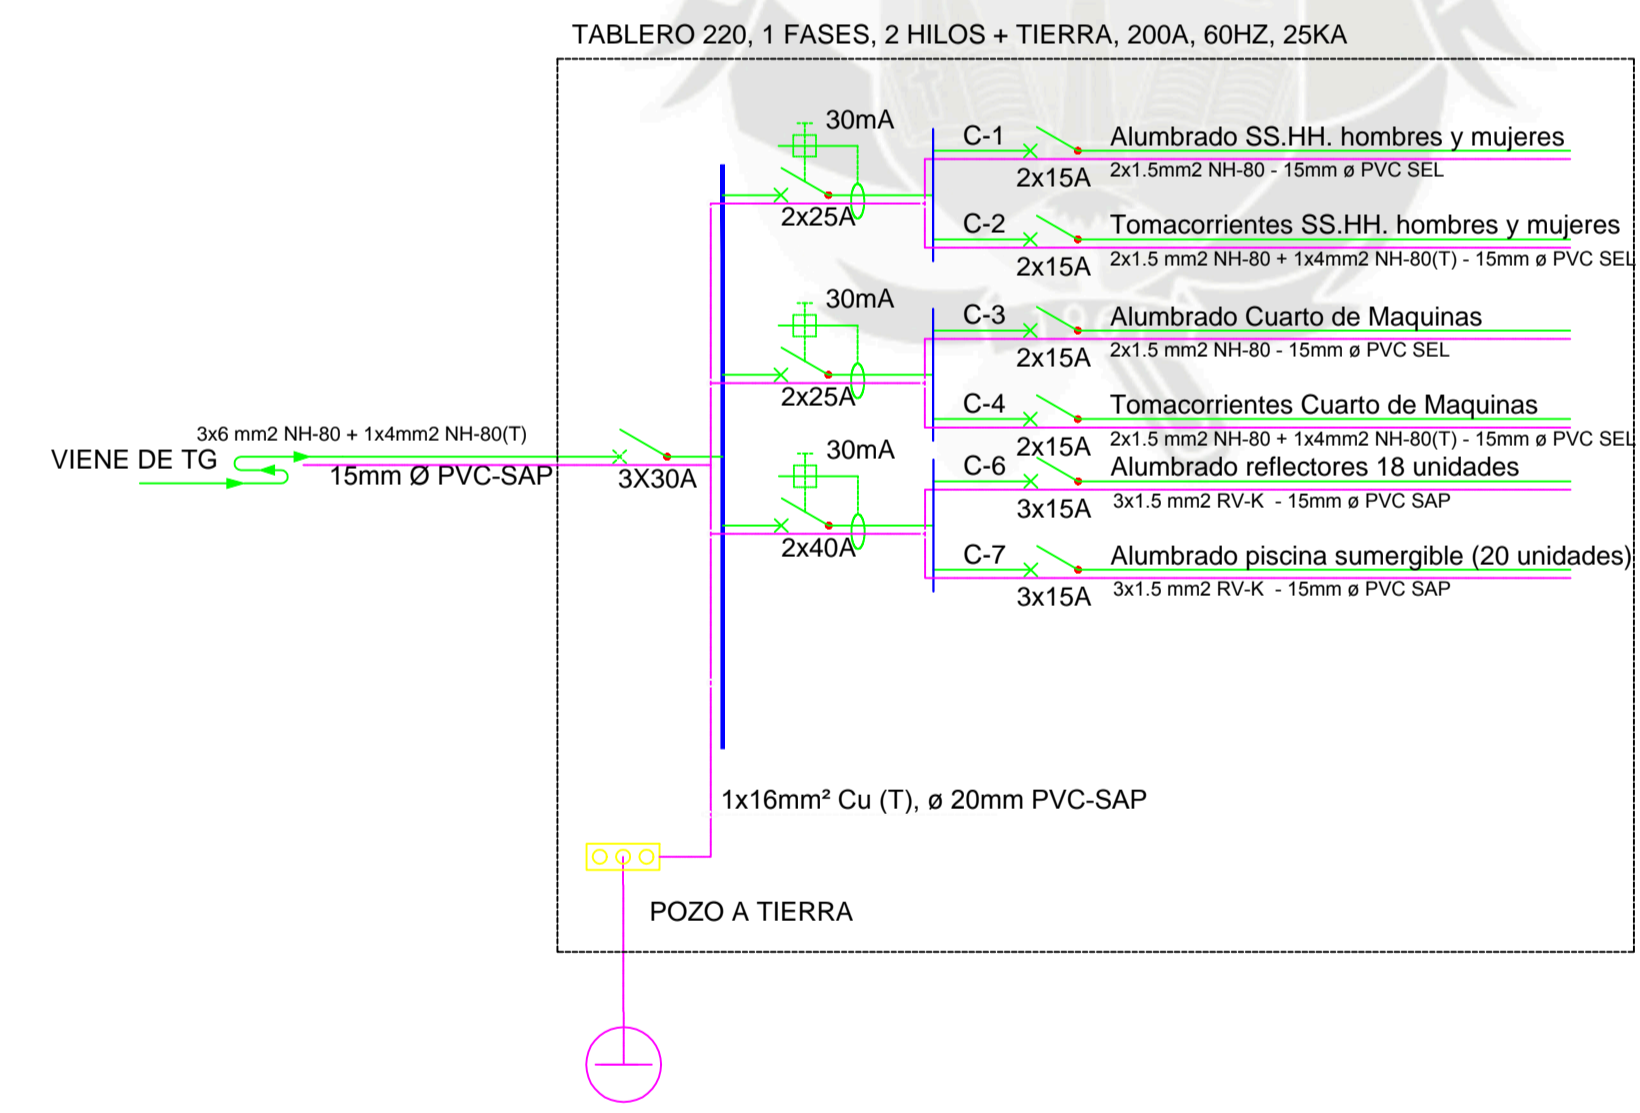 TABLERO 220, 1 FASES, 2 HILOS + TIERRA, 200A, 60HZ, 25KA
30mA
2x25A
C-1
2x15A
Alumbrado SS.HH. hombres y mujeres
2x1.5mm2 NH-80 - 15mm ø PVC SEL
C-2
2x15A
Tomacorrientes SS.HH. hombres y mujeres
2x1.5 mm2 NH-80 + 1x4mm2 NH-80(T) - 15mm ø PVC SEL
30mA
2x25A
C-3
2x15A
Alumbrado Cuarto de Maquinas
2x1.5 mm2 NH-80 - 15mm ø PVC SEL
C-4
2x15A
Tomacorrientes Cuarto de Maquinas
2x1.5 mm2 NH-80 + 1x4mm2 NH-80(T) - 15mm ø PVC SEL
3x6 mm2 NH-80 + 1x4mm2 NH-80(T)
VIENE DE TG
15mm Ø PVC-SAP
3X30A
30mA
2x40A
C-6
3x15A
Alumbrado reflectores 18 unidades
3x1.5 mm2 RV-K - 15mm ø PVC SAP
C-7
3x15A
Alumbrado piscina sumergible (20 unidades)
3x1.5 mm2 RV-K - 15mm ø PVC SAP
1x16mm² Cu (T), ø 20mm PVC-SAP
POZO A TIERRA